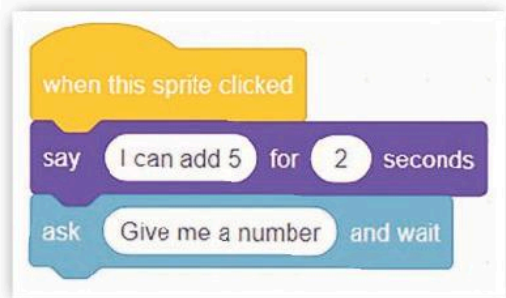 when this sprite clicked
say I can add 5 for 2 seconds
ask Give me a number and wait